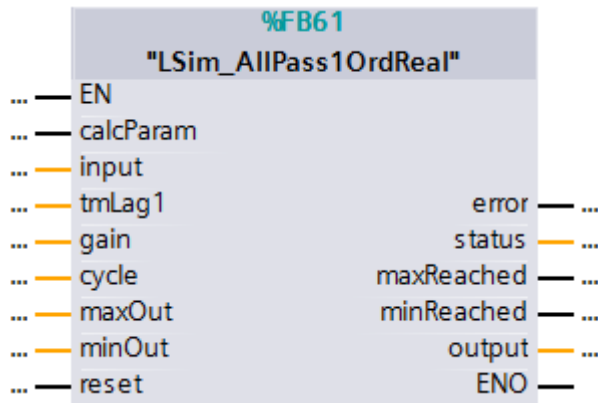 %FB61
"LSim_AllPass1OrdReal"
... EN
... calcParam
... input
... tmLag1 error ...
... gain status ...
... cycle maxReached ...
... maxOut minReached ...
... minOut output ...
... reset ENO